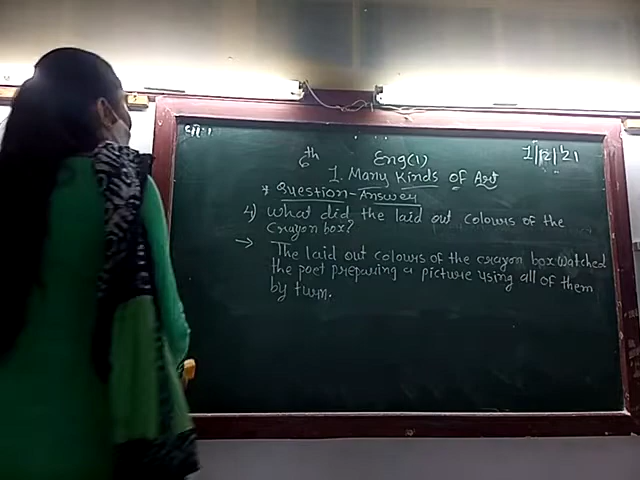 6th Eng(1) 1/12/'21
1. Many Kinds of Art
* Question-Answer
4) What did the laid out colours of the
Crayon box?
→ The laid out colours of the crayon box watched
the poet preparing a picture using all of them
by turn.